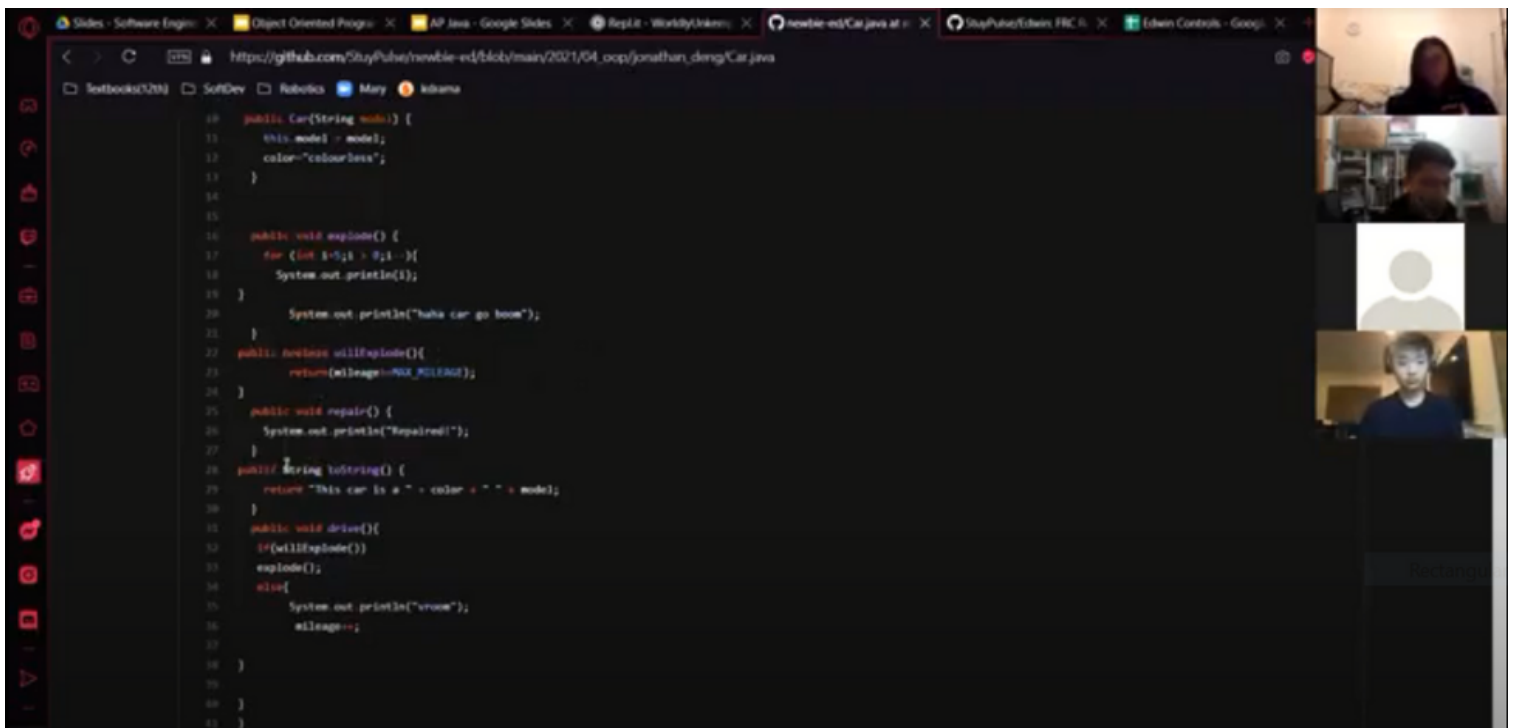 Slides - Software Engine
Object Oriented Progra
AP Java - Google Slides
Repl.it - WorldlyUnkem
newbie-ed/Car.java at
StuyPulse/Edwin: FRC R
Edwin Controls - Googl
VPN
https://github.com/StuyPulse/newbie-ed/blob/main/2021/04_oop/jonathan_deng/Car.java
Textbooks(12th) SoftDev Robotics Mary kdrama
10 public Car(String model) {
11 this.model = model;
12 color="colourless";
13 }
14
15
16 public void explode() {
17 for (int i=5;i > 0;i--){
18 System.out.println(i);
19 }
20 System.out.println("haha car go boom");
21 }
22 public boolean willExplode(){
23 return(mileage MAX_MILEAGE);
24 }
25 public void repair() {
26 System.out.println("Repaired!");
27 }
28 public String toString() {
29 return "This car is a " + color + " " + model;
30 }
31 public void drive(){
32 if(willExplode())
33 explode();
34 else{
35 System.out.println("vroom");
36 mileage++;
37
38 }
39
40 }
41 }
Rectangu